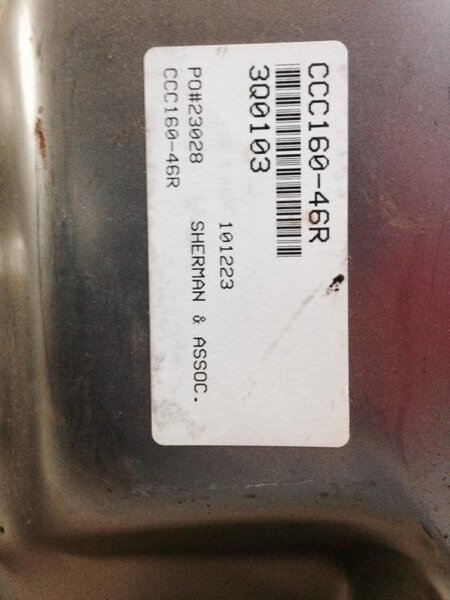 CCC160-46R
3Q0103
101223
PO#23028 SHERMAN & ASSOC.
CCC160-46R